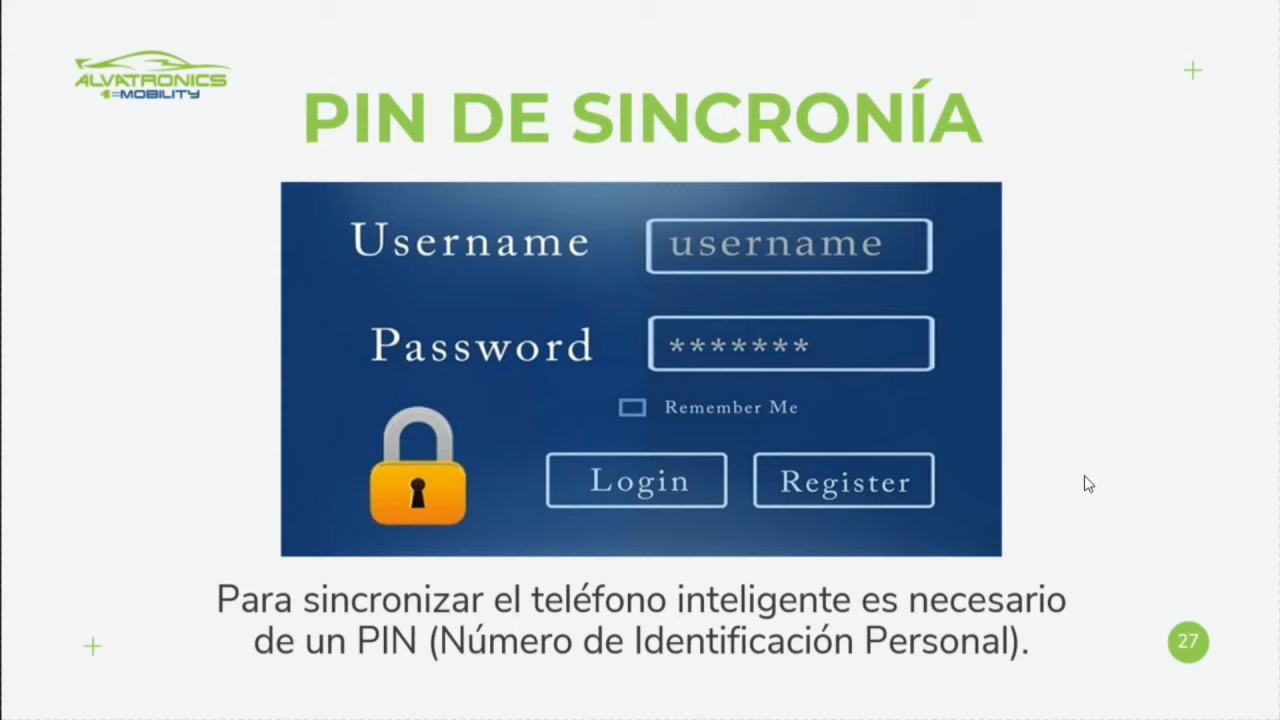 ALVATRONICS
MOBILITY
PIN DE SINCRONÍA
Username
username
Password
*******
Remember Me
Login
Register
Para sincronizar el teléfono inteligente es necesario
de un PIN (Número de Identificación Personal).
27